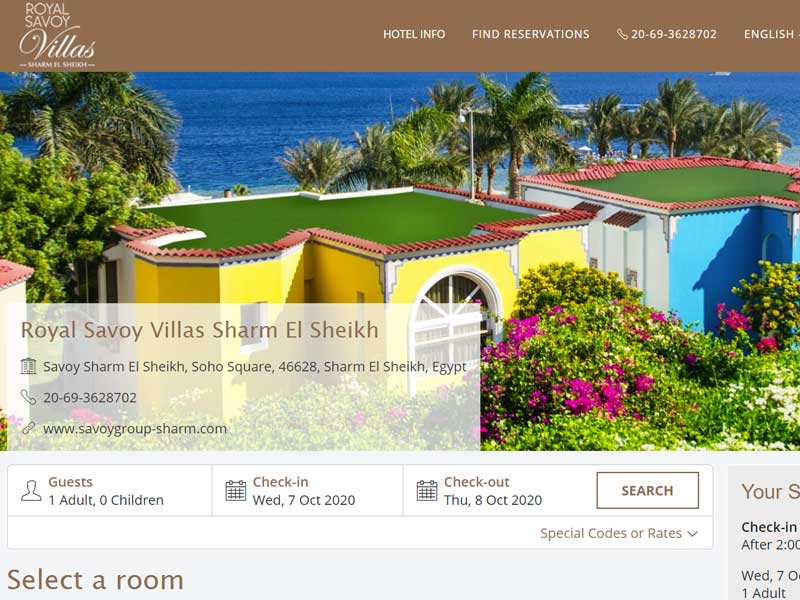 ROYAL
SAVOY
Villas
SHARM EL SHEIKH
HOTEL INFO
FIND RESERVATIONS
20-69-3628702
ENGLISH
Royal Savoy Villas Sharm El Sheikh
Savoy Sharm El Sheikh, Soho Square, 46628, Sharm El Sheikh, Egypt
20-69-3628702
www.savoygroup-sharm.com
Guests
1 Adult, 0 Children
Check-in
Wed, 7 Oct 2020
Check-out
Thu, 8 Oct 2020
SEARCH
Special Codes or Rates
Select a room
Your S
Check-in
After 2:00
Wed, 7 O
1 Adult